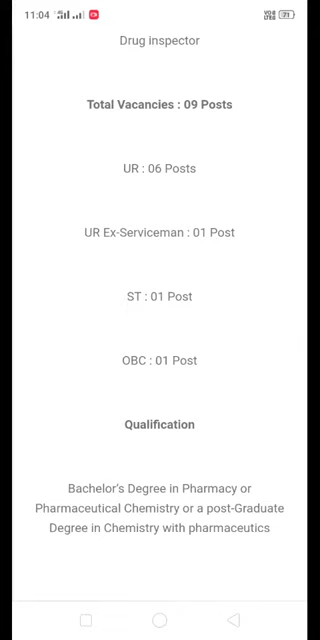 11:04
Drug inspector
Total Vacancies : 09 Posts
UR : 06 Posts
UR Ex-Serviceman : 01 Post
ST : 01 Post
OBC : 01 Post
Qualification
Bachelor's Degree in Pharmacy or
Pharmaceutical Chemistry or a post-Graduate
Degree in Chemistry with pharmaceutics